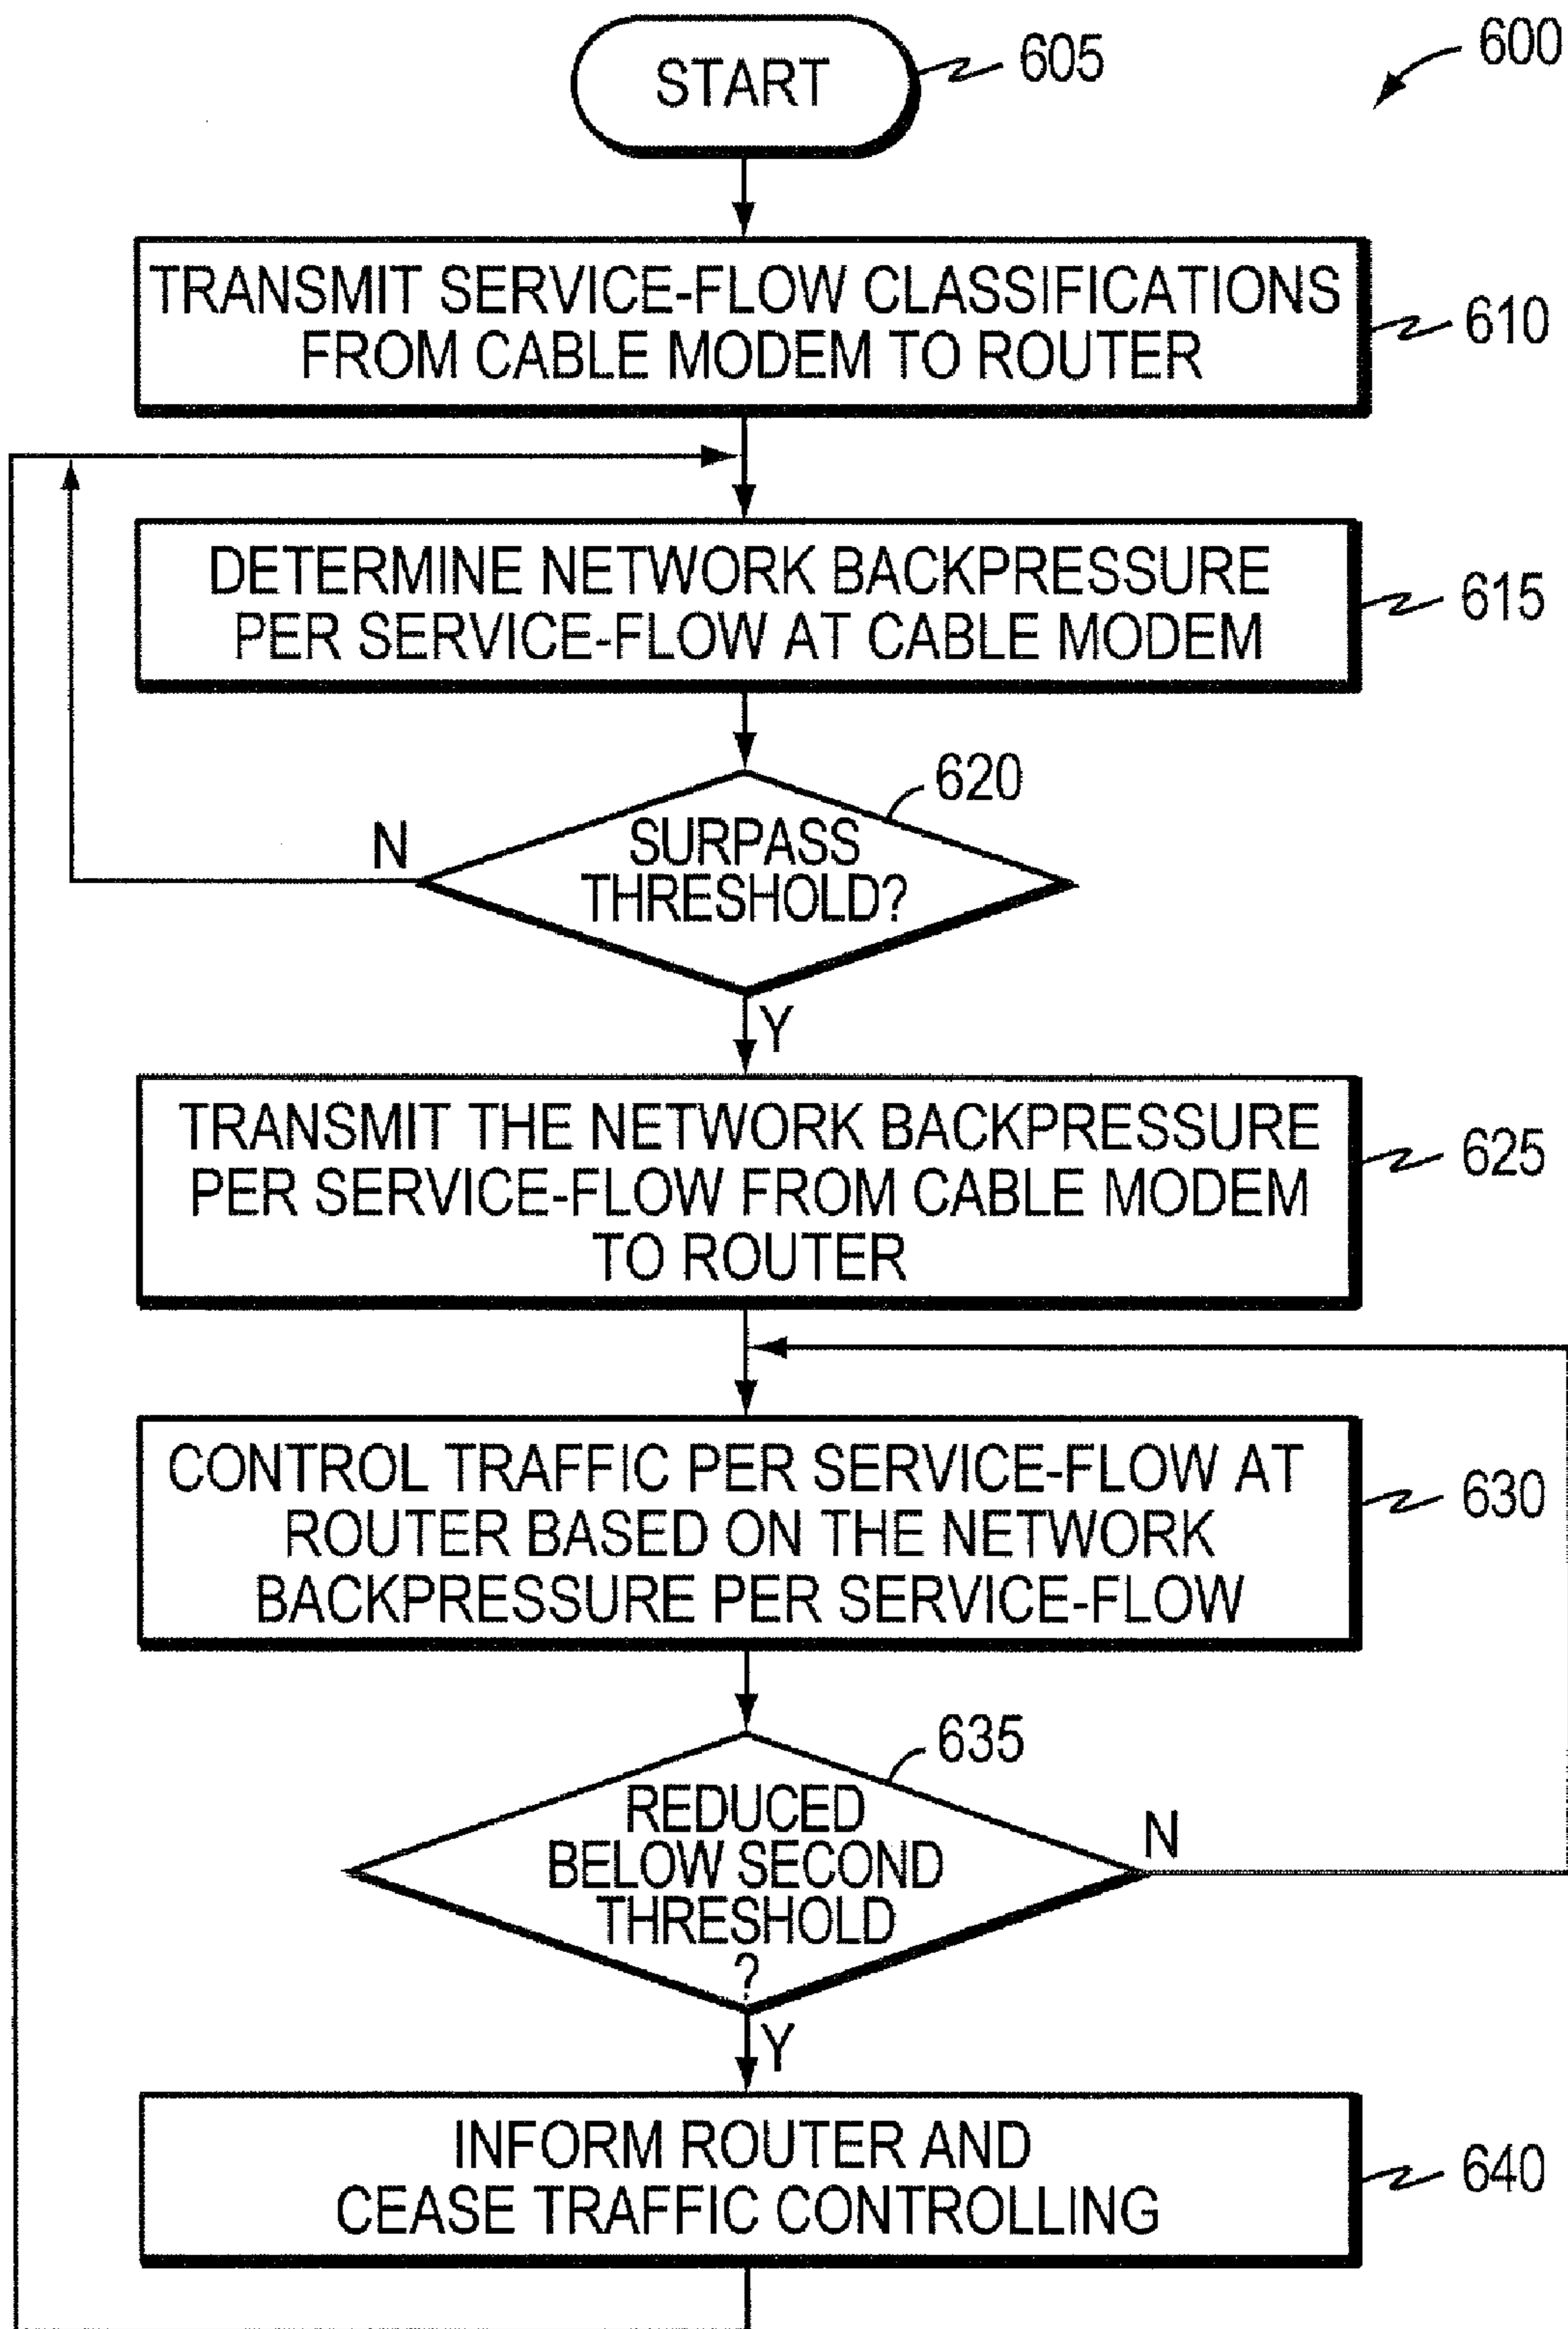 600
START
605
TRANSMIT SERVICE-FLOW CLASSIFICATIONS
FROM CABLE MODEM TO ROUTER
610
DETERMINE NETWORK BACKPRESSURE
PER SERVICE-FLOW AT CABLE MODEM
615
620
SURPASS
THRESHOLD?
N
Y
TRANSMIT THE NETWORK BACKPRESSURE
PER SERVICE-FLOW FROM CABLE MODEM
TO ROUTER
625
CONTROL TRAFFIC PER SERVICE-FLOW AT
ROUTER BASED ON THE NETWORK
BACKPRESSURE PER SERVICE-FLOW
630
635
REDUCED
BELOW SECOND
THRESHOLD
?
N
Y
INFORM ROUTER AND
CEASE TRAFFIC CONTROLLING
640